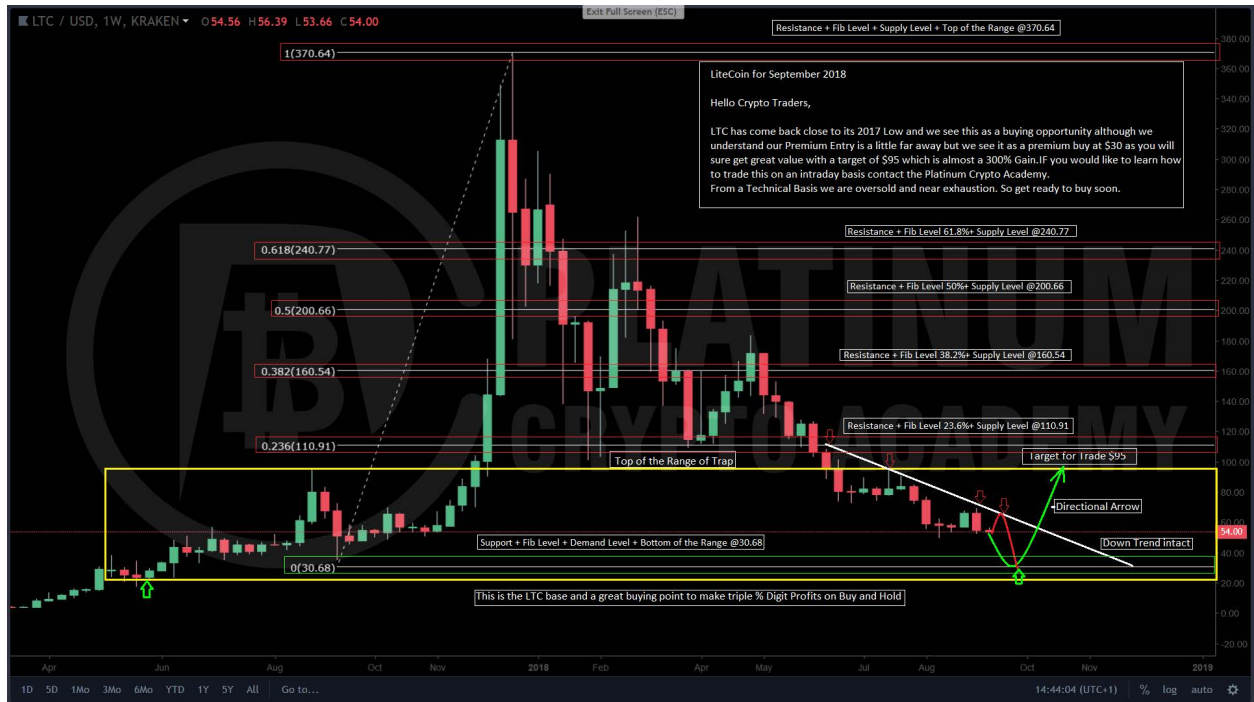 Exit Full Screen (ESC)
LTC / USD, 1W, KRAKEN O54.56 H56.39 L53.66 C54.00
Resistance + Fib Level + Supply Level + Top of the Range @370.64
380.00
1(370.64)
360.00
LiteCoin for September 2018
Hello Crypto Traders,
LTC has come back close to its 2017 Low and we see this as a buying opportunity although we
understand our Premium Entry is a little far away but we see it as a premium buy at $30 as you will
sure get great value with a target of $95 which is almost a 300% Gain.IF you would like to learn how
to trade this on an intraday basis contact the Platinum Crypto Academy.
From a Technical Basis we are oversold and near exhaustion. So get ready to buy soon.
340.00
320.00
300.00
280.00
260.00
Resistance + Fib Level 61.8%+ Supply Level @240.77
0.618(240.77)
240.00
PLATINUM
220.00
Resistance + Fib Level 50%+ Supply Level @200.66
0.5(200.66)
200.00
180.00
Resistance + Fib Level 38.2%+ Supply Level @160.54
0.382(160.54)
160.00
140.00
CRYPTO ACADEMY
Resistance + Fib Level 23.6%+ Supply Level @110.91
120.00
0.236(110.91)
Top of the Range of Trap
Target for Trade $95
100.00
80.00
Directional Arrow
60.00
54.00
Support + Fib Level + Demand Level + Bottom of the Range @30.68
Down Trend intact
40.00
0(30.68)
20.00
This is the LTC base and a great buying point to make triple % Digit Profits on Buy and Hold
0.00
-20.00
Apr Jun Aug Oct Nov 2018 Feb Apr May Jul Aug Oct Nov 2019
1D 5D 1Mo 3Mo 6Mo YTD 1Y 5Y All Go to... 14:44:04 (UTC+1) % log auto